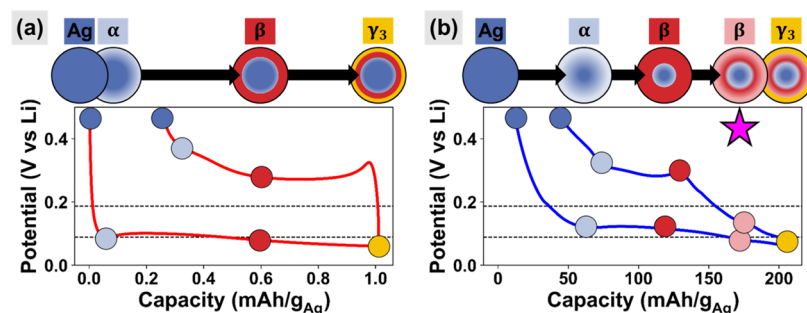 (a)
Ag α β γ₃
Potential (V vs Li)
0.4
0.2
0.0
0.0 0.2 0.4 0.6 0.8 1.0
Capacity (mAh/gAg)
(b)
Ag α β β γ₃
Potential (V vs Li)
0.4
0.2
0.0
0 50 100 150 200
Capacity (mAh/gAg)